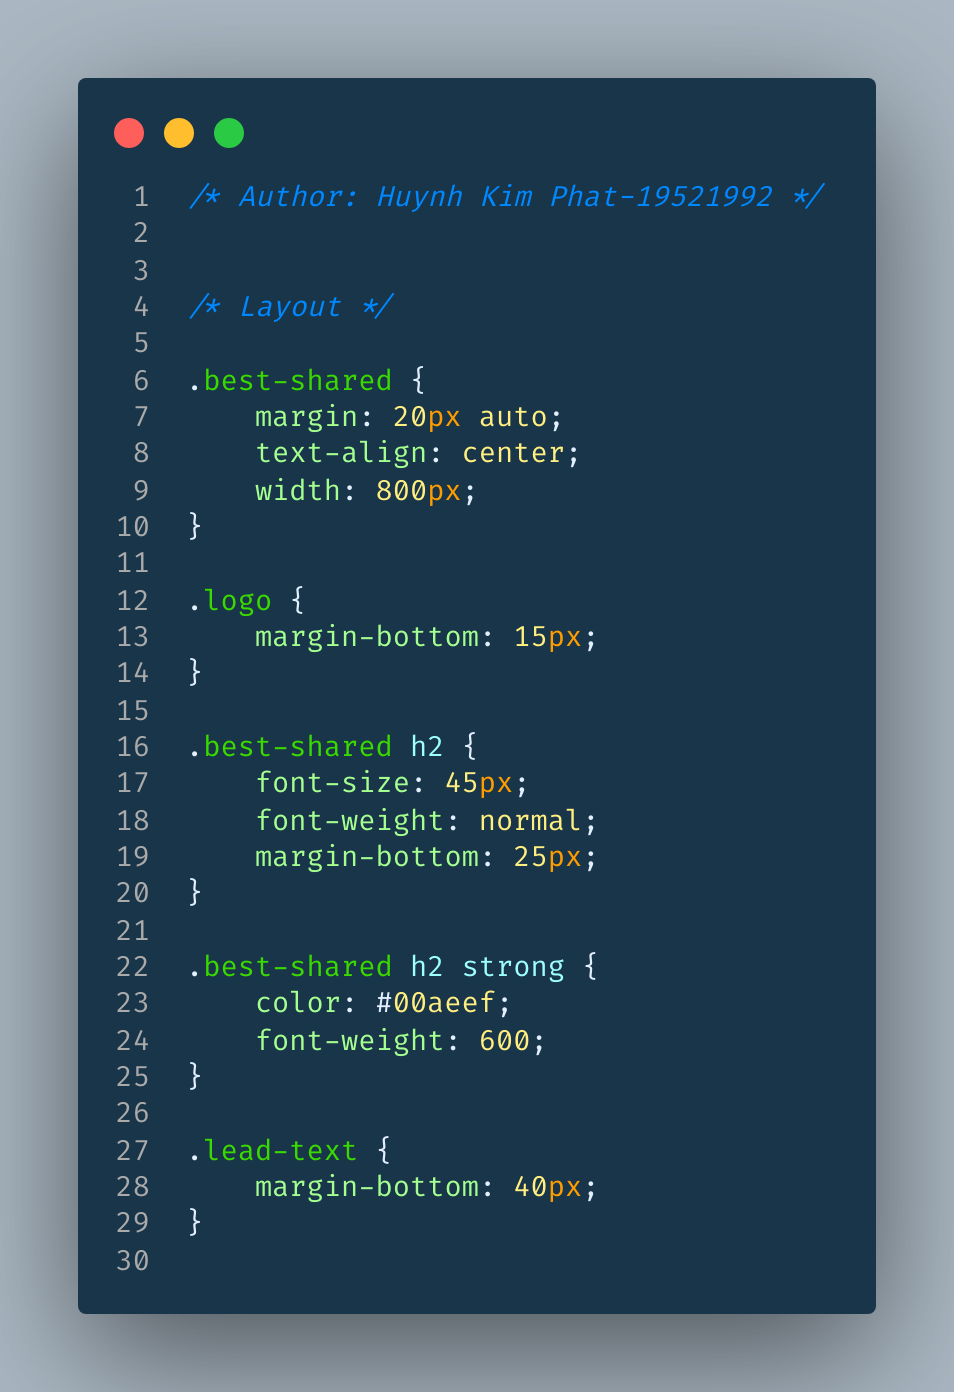 1 /* Author: Huynh Kim Phat-19521992 */
2
3
4 /* Layout */
5
6 .best-shared {
7     margin: 20px auto;
8     text-align: center;
9     width: 800px;
10 }
11
12 .logo {
13     margin-bottom: 15px;
14 }
15
16 .best-shared h2 {
17     font-size: 45px;
18     font-weight: normal;
19     margin-bottom: 25px;
20 }
21
22 .best-shared h2 strong {
23     color: #00aeef;
24     font-weight: 600;
25 }
26
27 .lead-text {
28     margin-bottom: 40px;
29 }
30